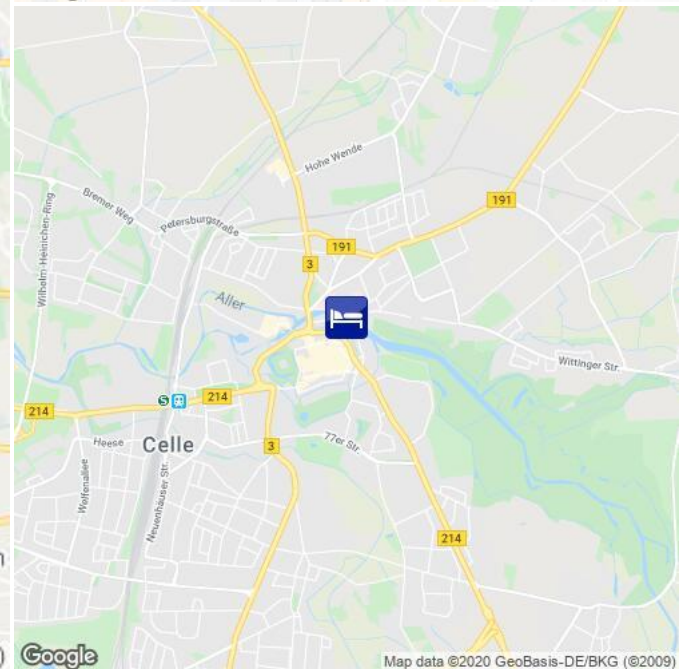 Hohe Wende
Bremer Weg
Petersburgstraße
191
191
3
Wilhelm-Heinichen-Ring
Aller
Wittinger Str.
S
214
214
Heese
Celle
3
77er Str.
Welfenallee
Neuenhäuser Str.
214
Google
Map data ©2020 GeoBasis-DE/BKG (©2009)